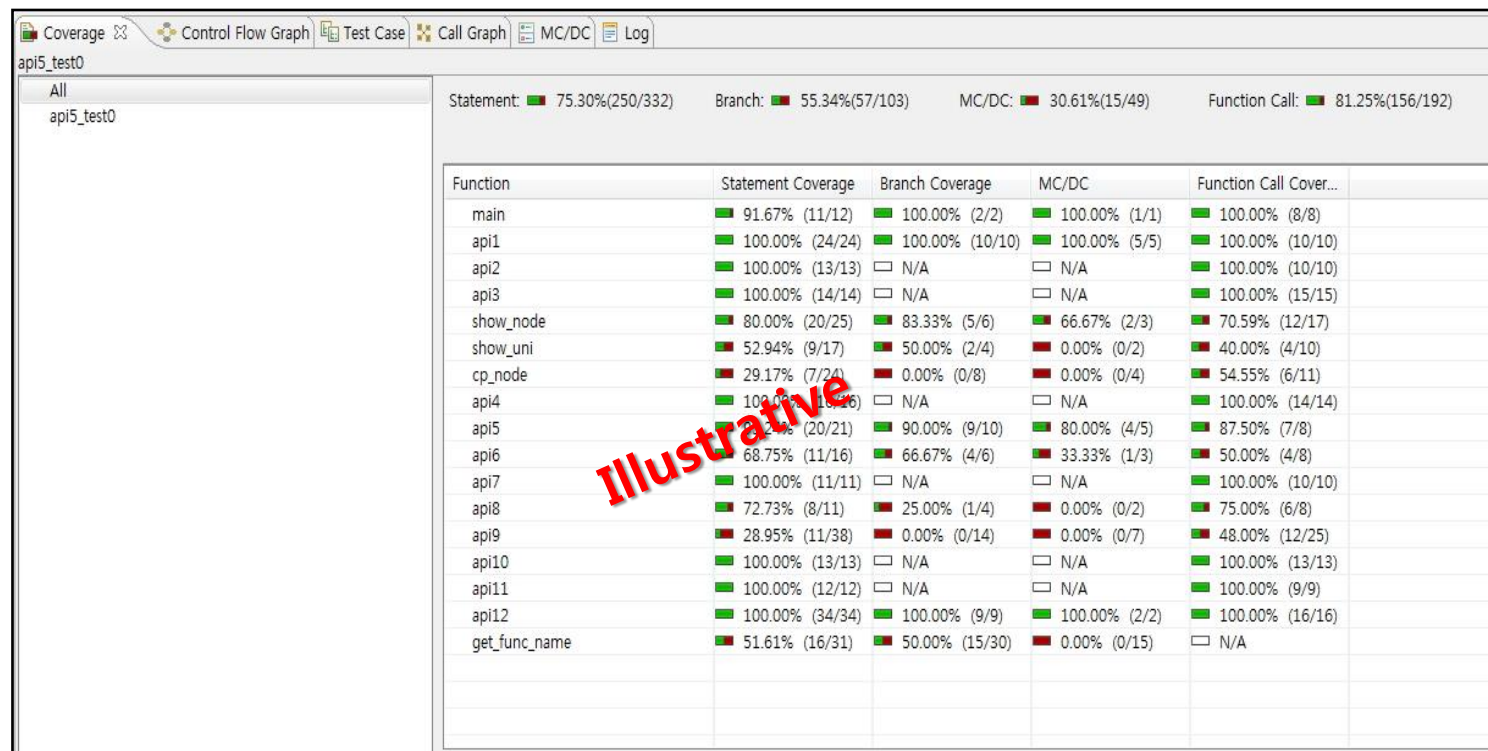 Coverage Control Flow Graph Test Case Call Graph MC/DC Log
api5_test0
All
api5_test0
Statement: 75.30%(250/332) Branch: 55.34%(57/103) MC/DC: 30.61%(15/49) Function Call: 81.25%(156/192)
Function Statement Coverage Branch Coverage MC/DC Function Call Cover...
main 91.67% (11/12) 100.00% (2/2) 100.00% (1/1) 100.00% (8/8)
api1 100.00% (24/24) 100.00% (10/10) 100.00% (5/5) 100.00% (10/10)
api2 100.00% (13/13) N/A N/A 100.00% (10/10)
api3 100.00% (14/14) N/A N/A 100.00% (15/15)
show_node 80.00% (20/25) 83.33% (5/6) 66.67% (2/3) 70.59% (12/17)
show_uni 52.94% (9/17) 50.00% (2/4) 0.00% (0/2) 40.00% (4/10)
cp_node 29.17% (7/24) 0.00% (0/8) 0.00% (0/4) 54.55% (6/11)
api4 N/A N/A 100.00% (14/14)
api5 (20/21) 90.00% (9/10) 80.00% (4/5) 87.50% (7/8)
api6 68.75% (11/16) 66.67% (4/6) 33.33% (1/3) 50.00% (4/8)
api7 100.00% (11/11) N/A N/A 100.00% (10/10)
api8 72.73% (8/11) 25.00% (1/4) 0.00% (0/2) 75.00% (6/8)
api9 28.95% (11/38) 0.00% (0/14) 0.00% (0/7) 48.00% (12/25)
api10 100.00% (13/13) N/A N/A 100.00% (13/13)
api11 100.00% (12/12) N/A N/A 100.00% (9/9)
api12 100.00% (34/34) 100.00% (9/9) 100.00% (2/2) 100.00% (16/16)
get_func_name 51.61% (16/31) 50.00% (15/30) 0.00% (0/15) N/A
Illustrative